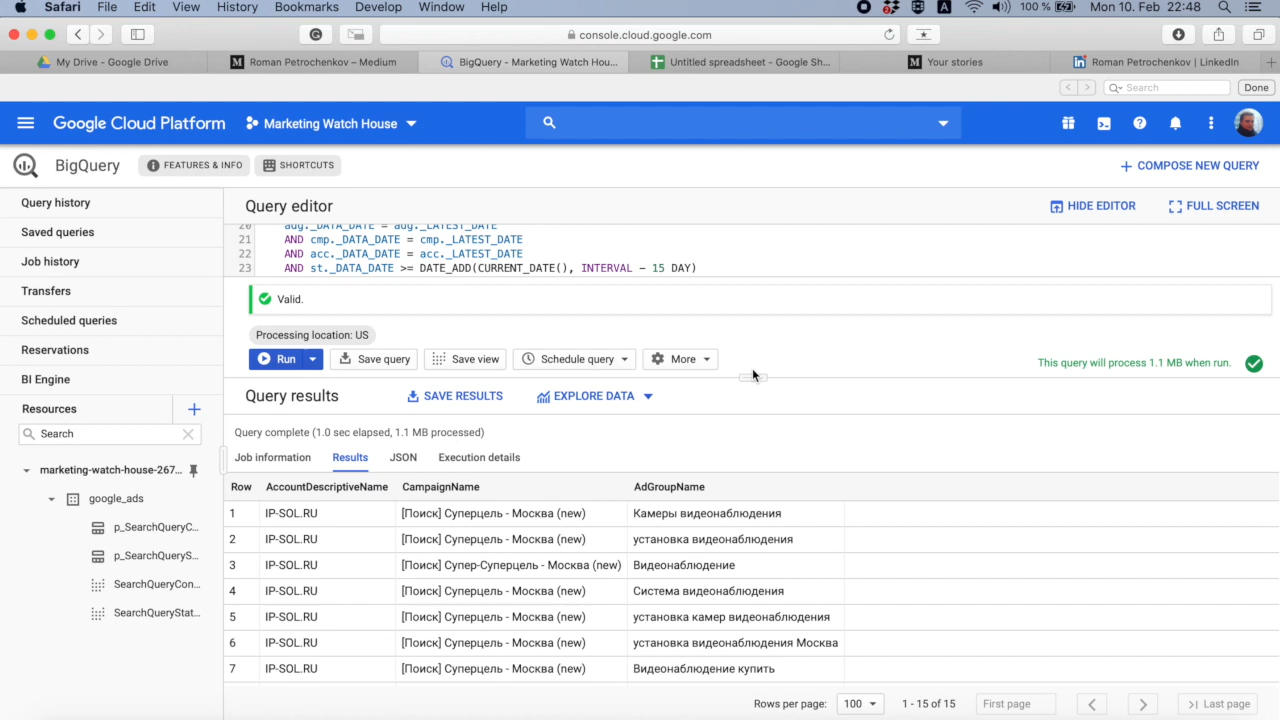 Safari File Edit View History Bookmarks Develop Window Help 100 % Mon 10. Feb 22:48
console.cloud.google.com
My Drive - Google Drive Roman Petrochenkov – Medium BigQuery - Marketing Watch Hou... Untitled spreadsheet - Google Sh... Your stories Roman Petrochenkov | LinkedIn
Search Done
Google Cloud Platform Marketing Watch House
BigQuery FEATURES & INFO SHORTCUTS COMPOSE NEW QUERY
Query history
Saved queries
Job history
Transfers
Scheduled queries
Reservations
BI Engine
Resources
Search
marketing-watch-house-267...
google_ads
p_SearchQueryC...
p_SearchQueryS...
SearchQueryCon...
SearchQueryStat...
Query editor HIDE EDITOR FULL SCREEN
20 adg._DATA_DATE = adg._LATEST_DATE
21 AND cmp._DATA_DATE = cmp._LATEST_DATE
22 AND acc._DATA_DATE = acc._LATEST_DATE
23 AND st._DATA_DATE >= DATE_ADD(CURRENT_DATE(), INTERVAL - 15 DAY)
Valid.
Processing location: US
Run Save query Save view Schedule query More This query will process 1.1 MB when run.
Query results SAVE RESULTS EXPLORE DATA
Query complete (1.0 sec elapsed, 1.1 MB processed)
Job information Results JSON Execution details
Row AccountDescriptiveName CampaignName AdGroupName
1 IP-SOL.RU [Поиск] Суперцель - Москва (new) Камеры видеонаблюдения
2 IP-SOL.RU [Поиск] Суперцель - Москва (new) установка видеонаблюдения
3 IP-SOL.RU [Поиск] Супер-Суперцель - Москва (new) Видеонаблюдение
4 IP-SOL.RU [Поиск] Суперцель - Москва (new) Система видеонаблюдения
5 IP-SOL.RU [Поиск] Суперцель - Москва (new) установка камер видеонаблюдения
6 IP-SOL.RU [Поиск] Суперцель - Москва (new) установка видеонаблюдения Москва
7 IP-SOL.RU [Поиск] Суперцель - Москва (new) Видеонаблюдение купить
Rows per page: 100 1 - 15 of 15 First page Last page